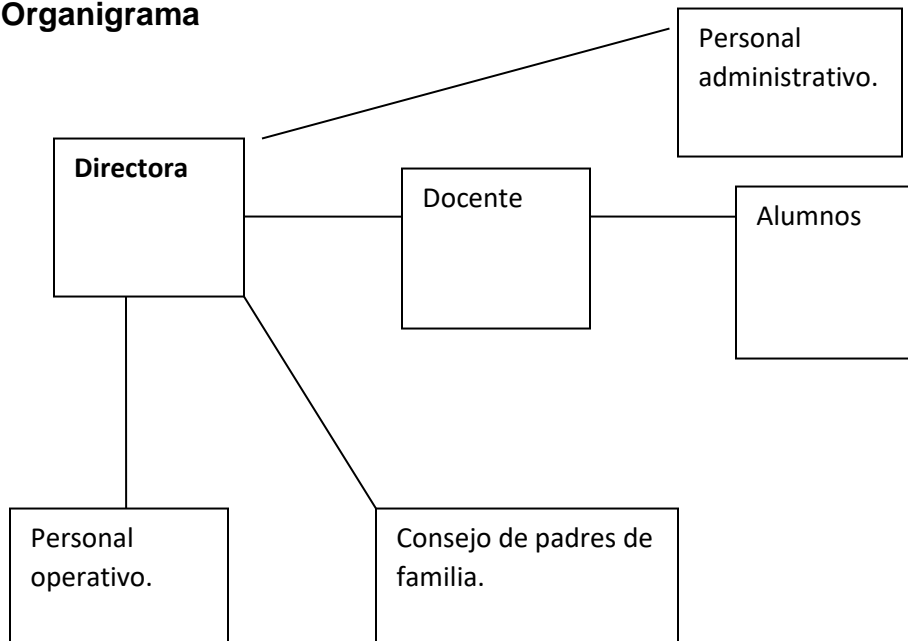 Organigrama
Personal
administrativo.
Directora
Docente
Alumnos
Personal
operativo.
Consejo de padres de
familia.